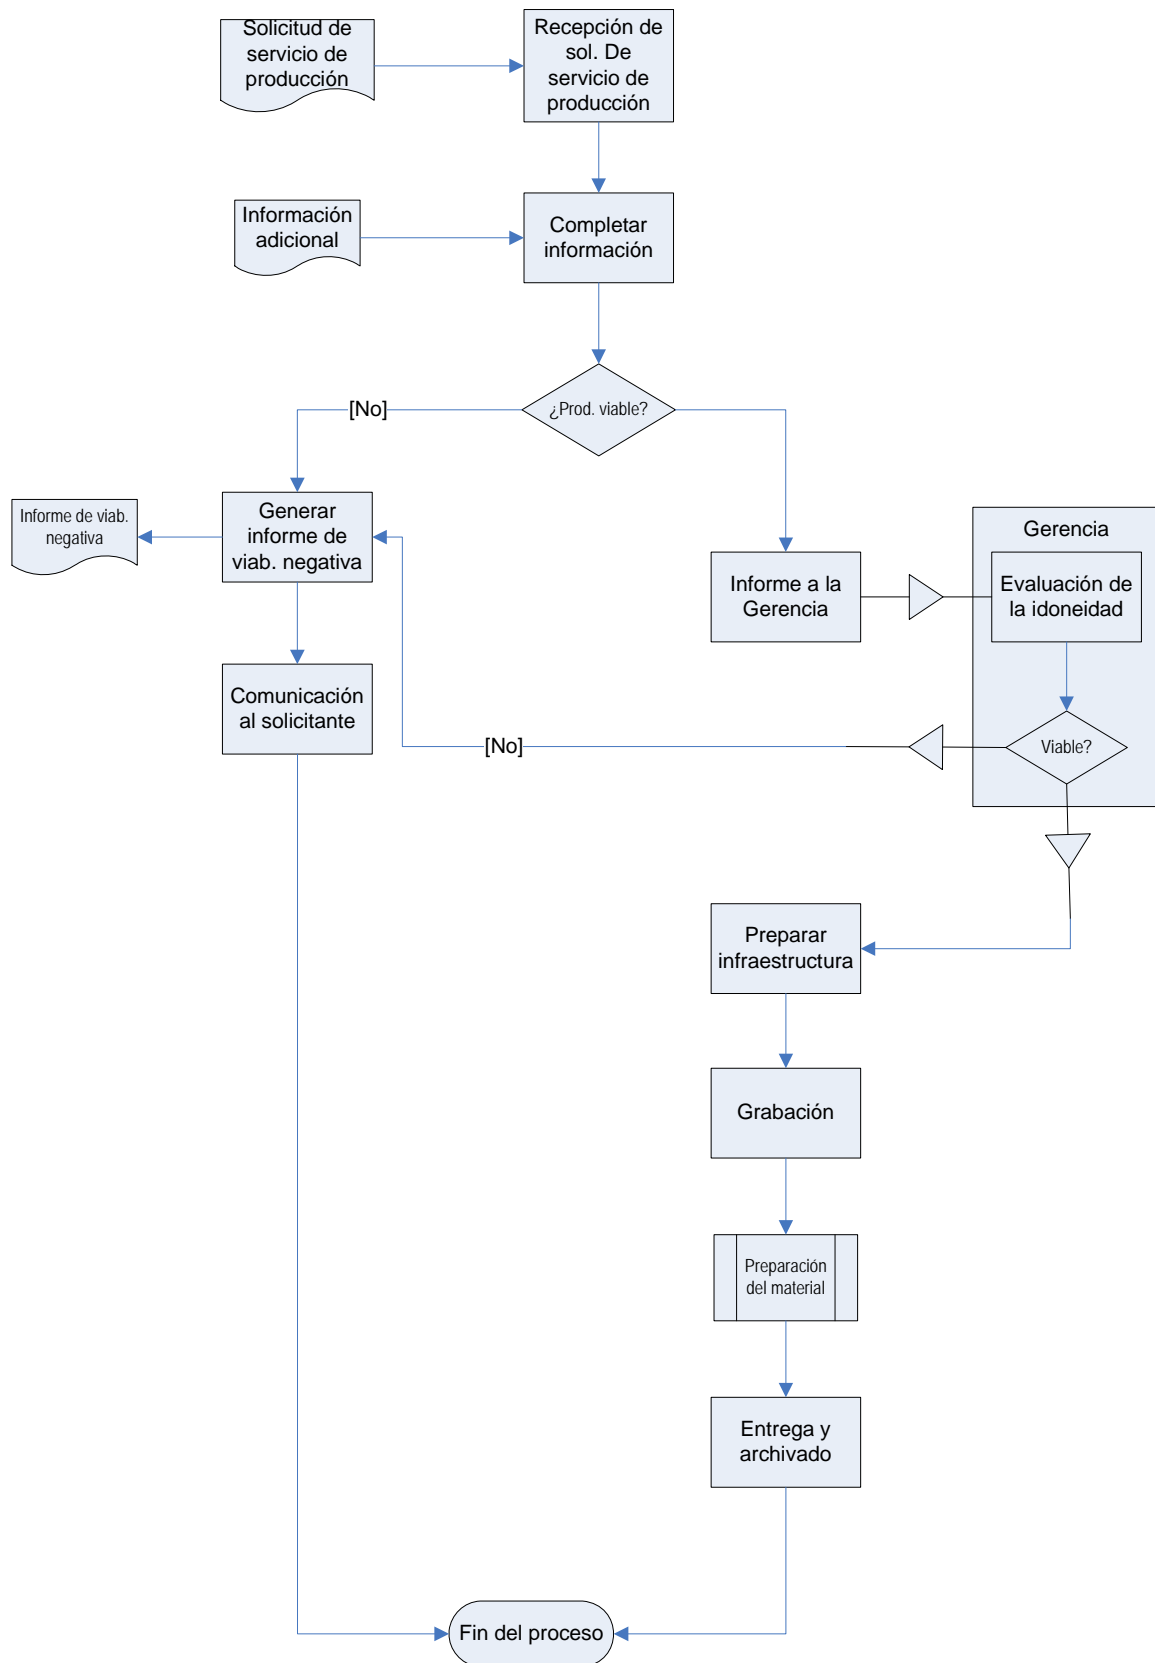 Solicitud de
servicio de
producción
Recepción de
sol. De
servicio de
producción
Información
adicional
Completar
información
¿Prod. viable?
[No]
Informe de viab.
negativa
Generar
informe de
viab. negativa
Informe a la
Gerencia
Gerencia
Evaluación de
la idoneidad
Comunicación
al solicitante
[No]
Viable?
Preparar
infraestructura
Grabación
Preparación
del material
Entrega y
archivado
Fin del proceso